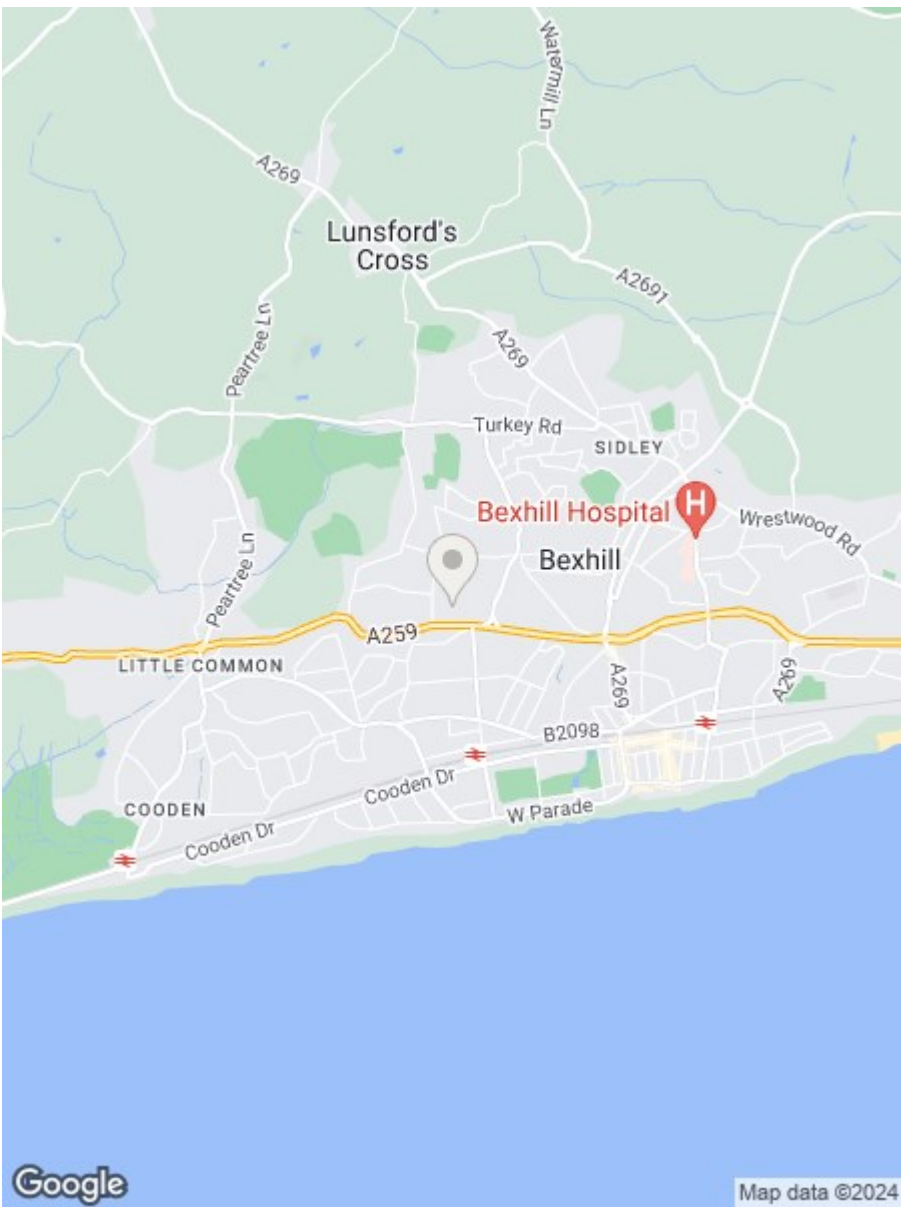 Watermill Ln
A269
Lunsford's
Cross
A2691
Peartree Ln
A269
Turkey Rd
SIDLEY
Bexhill Hospital
H
Wrestwood Rd
Bexhill
Peartree Ln
A259
LITTLE COMMON
A269
A269
B2098
Cooden Dr
COODEN
W Parade
Cooden Dr
Google
Map data ©2024